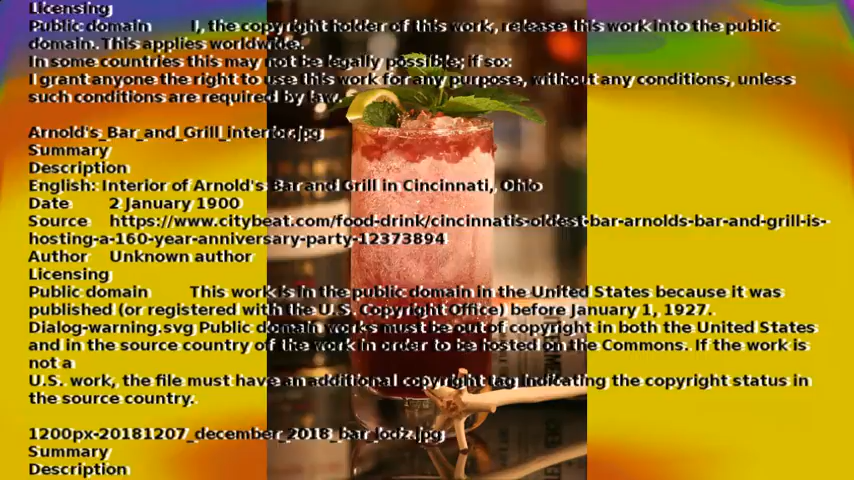 Licensing
Public domain I, the copyright holder of this work, release this work into the public
domain. This applies worldwide.
In some countries this may not be legally possible; if so:
I grant anyone the right to use this work for any purpose, without any conditions, unless
such conditions are required by law.
Arnold's_Bar_and_Grill_interior.jpg
Summary
Description
English: Interior of Arnold's Bar and Grill in Cincinnati, Ohio
Date 2 January 1900
Source https://www.citybeat.com/food-drink/cincinnatis-oldest-bar-arnolds-bar-and-grill-is-
hosting-a-160-year-anniversary-party-12373894
Author Unknown author
Licensing
Public domain This work is in the public domain in the United States because it was
published (or registered with the U.S. Copyright Office) before January 1, 1927.
Dialog-warning.svg Public domain works must be out of copyright in both the United States
and in the source country of the work in order to be hosted on the Commons. If the work is
not a
U.S. work, the file must have an additional copyright tag indicating the copyright status in
the source country.
1200px-20181207_december_2018_bar_lodz.jpg
Summary
Description